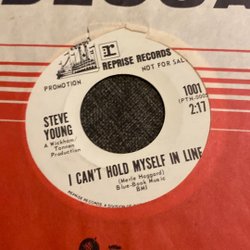 REPRISE RECORDS
PROMOTION
NOT FOR SALE
STEVE
YOUNG
A Wickham/
Tannen
Production
1001
2:17
I CAN'T HOLD MYSELF IN LINE
(Merle Haggard)
Blue-Book Music
BMI